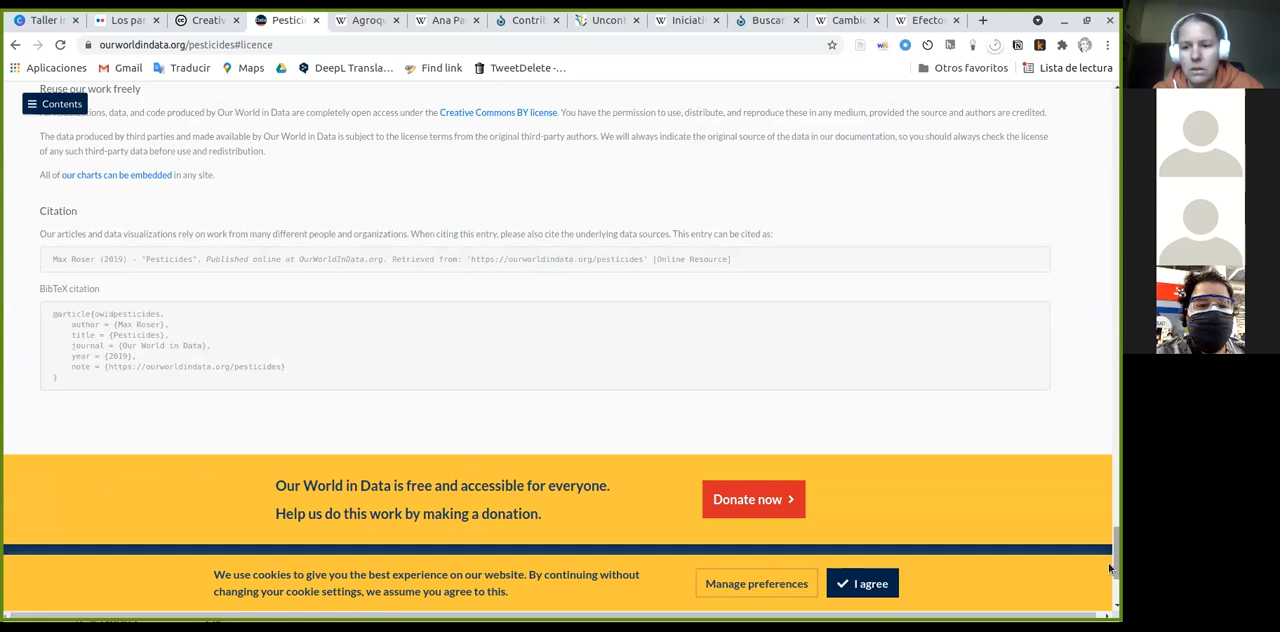 Taller in
Los par
Creativ
Pestici
Agroqu
Ana Pa
Contrib
Uncont
Iniciativ
Buscar
Cambio
Efectos
ourworldindata.org/pesticides#licence
Aplicaciones
Gmail
Traducir
Maps
DeepL Transla...
Find link
TweetDelete -...
Otros favoritos
Lista de lectura
Reuse our work freely
Contents
data, and code produced by Our World in Data are completely open access under the Creative Commons BY license. You have the permission to use, distribute, and reproduce these in any medium, provided the source and authors are credited.
The data produced by third parties and made available by Our World in Data is subject to the license terms from the original third-party authors. We will always indicate the original source of the data in our documentation, so you should always check the license
of any such third-party data before use and redistribution.
All of our charts can be embedded in any site.
Citation
Our articles and data visualizations rely on work from many different people and organizations. When citing this entry, please also cite the underlying data sources. This entry can be cited as:
Max Roser (2019) - "Pesticides". Published online at OurWorldInData.org. Retrieved from: 'https://ourworldindata.org/pesticides' [Online Resource]
BibTeX citation
@article{owidpesticides,
author = {Max Roser},
title = {Pesticides},
journal = {Our World in Data},
year = {2019},
note = {https://ourworldindata.org/pesticides}
}
Our World in Data is free and accessible for everyone.
Help us do this work by making a donation.
Donate now
We use cookies to give you the best experience on our website. By continuing without
changing your cookie settings, we assume you agree to this.
Manage preferences
I agree